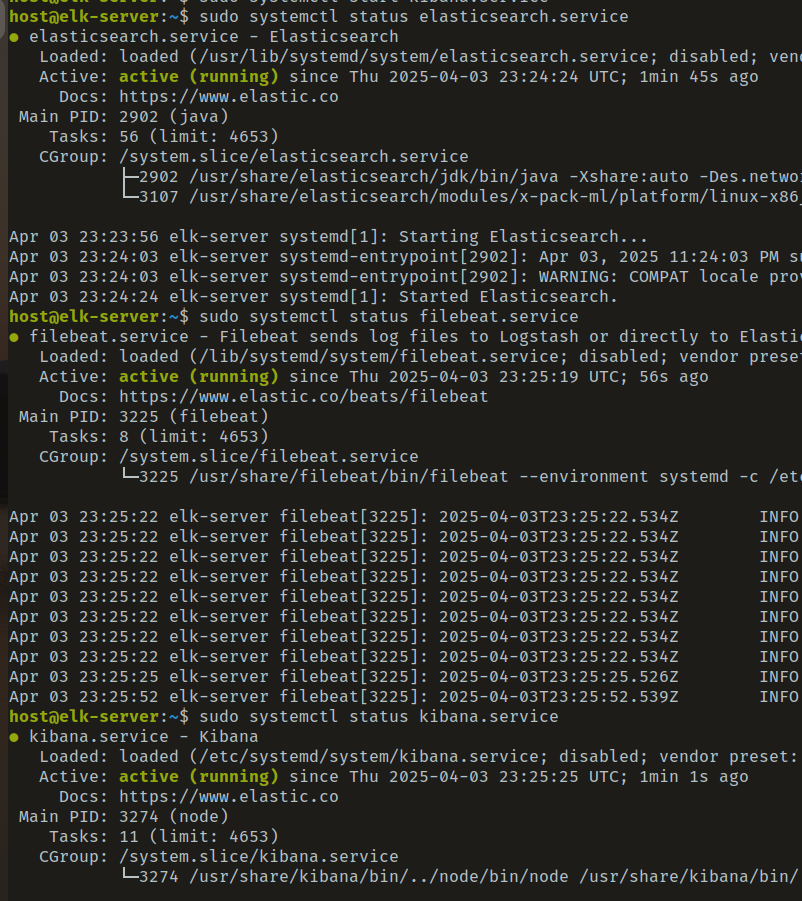 host@elk-server:~$ sudo systemctl status elasticsearch.service
● elasticsearch.service - Elasticsearch
Loaded: loaded (/usr/lib/systemd/system/elasticsearch.service; disabled; ven
Active: active (running) since Thu 2025-04-03 23:24:24 UTC; 1min 45s ago
Docs: https://www.elastic.co
Main PID: 2902 (java)
Tasks: 56 (limit: 4653)
CGroup: /system.slice/elasticsearch.service
├─2902 /usr/share/elasticsearch/jdk/bin/java -Xshare:auto -Des.netwo
└─3107 /usr/share/elasticsearch/modules/x-pack-ml/platform/linux-x86_
Apr 03 23:23:56 elk-server systemd[1]: Starting Elasticsearch...
Apr 03 23:24:03 elk-server systemd-entrypoint[2902]: Apr 03, 2025 11:24:03 PM su
Apr 03 23:24:03 elk-server systemd-entrypoint[2902]: WARNING: COMPAT locale prov
Apr 03 23:24:24 elk-server systemd[1]: Started Elasticsearch.
host@elk-server:~$ sudo systemctl status filebeat.service
● filebeat.service - Filebeat sends log files to Logstash or directly to Elasti
Loaded: loaded (/lib/systemd/system/filebeat.service; disabled; vendor prese
Active: active (running) since Thu 2025-04-03 23:25:19 UTC; 56s ago
Docs: https://www.elastic.co/beats/filebeat
Main PID: 3225 (filebeat)
Tasks: 8 (limit: 4653)
CGroup: /system.slice/filebeat.service
└─3225 /usr/share/filebeat/bin/filebeat --environment systemd -c /etc
Apr 03 23:25:22 elk-server filebeat[3225]: 2025-04-03T23:25:22.534Z INFO
Apr 03 23:25:22 elk-server filebeat[3225]: 2025-04-03T23:25:22.534Z INFO
Apr 03 23:25:22 elk-server filebeat[3225]: 2025-04-03T23:25:22.534Z INFO
Apr 03 23:25:22 elk-server filebeat[3225]: 2025-04-03T23:25:22.534Z INFO
Apr 03 23:25:22 elk-server filebeat[3225]: 2025-04-03T23:25:22.534Z INFO
Apr 03 23:25:22 elk-server filebeat[3225]: 2025-04-03T23:25:22.534Z INFO
Apr 03 23:25:22 elk-server filebeat[3225]: 2025-04-03T23:25:22.534Z INFO
Apr 03 23:25:22 elk-server filebeat[3225]: 2025-04-03T23:25:22.534Z INFO
Apr 03 23:25:25 elk-server filebeat[3225]: 2025-04-03T23:25:25.526Z INFO
Apr 03 23:25:52 elk-server filebeat[3225]: 2025-04-03T23:25:52.539Z INFO
host@elk-server:~$ sudo systemctl status kibana.service
● kibana.service - Kibana
Loaded: loaded (/etc/systemd/system/kibana.service; disabled; vendor preset:
Active: active (running) since Thu 2025-04-03 23:25:25 UTC; 1min 1s ago
Docs: https://www.elastic.co
Main PID: 3274 (node)
Tasks: 11 (limit: 4653)
CGroup: /system.slice/kibana.service
└─3274 /usr/share/kibana/bin/../node/bin/node /usr/share/kibana/bin/